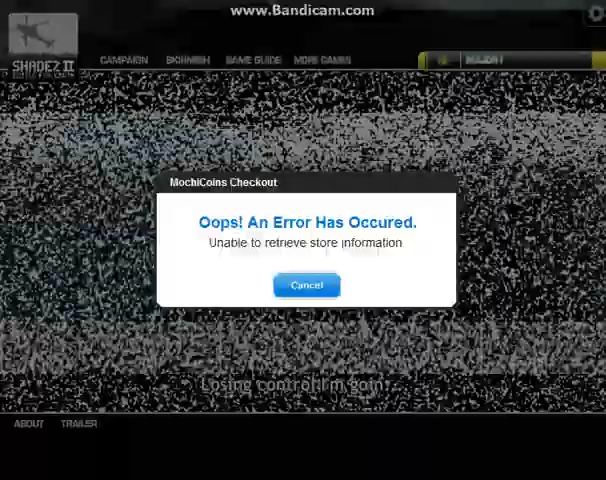 www.Bandicam.com
SHADEZ II
CAMPAIGN SKIRMISH GAME GUIDE MORE GAMES
MochiCoins Checkout
Oops! An Error Has Occured.
Unable to retrieve store information
Cancel
Losing control! I'm goin...
ABOUT TRAILER